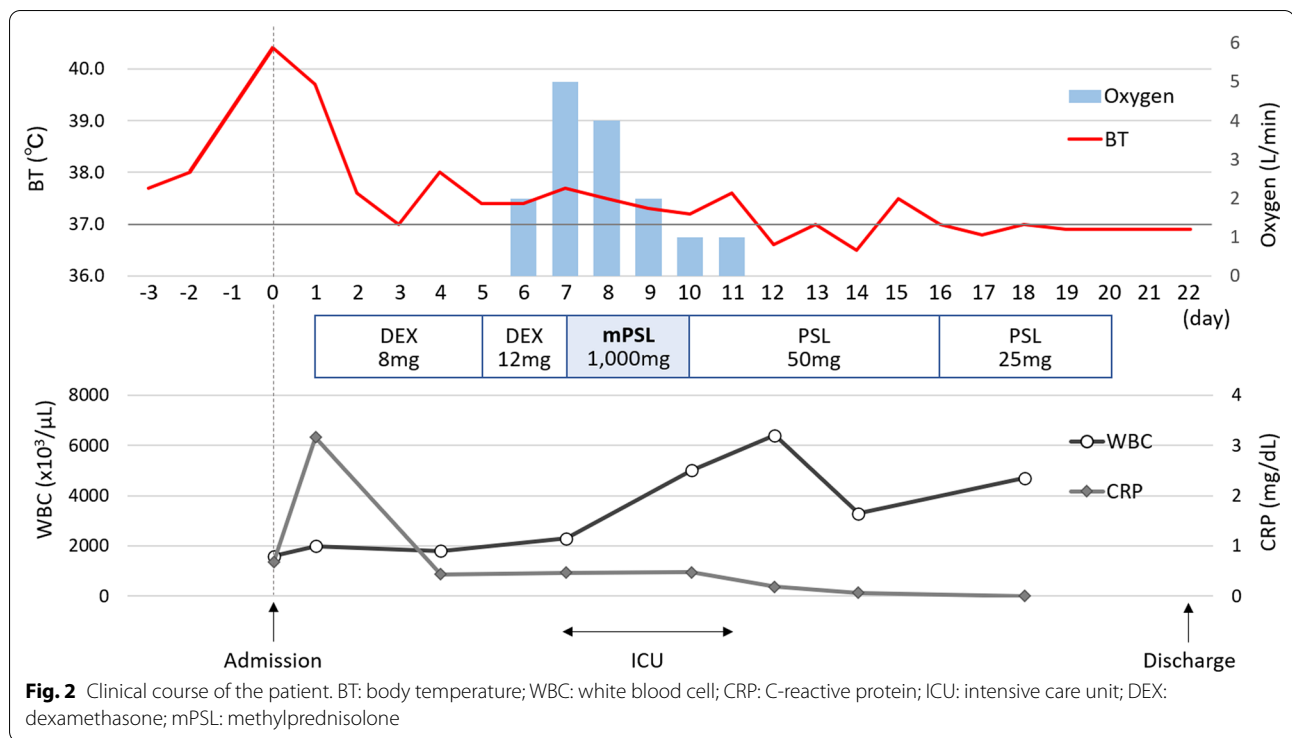 BT (℃)
40.0
39.0
38.0
37.0
36.0
6
5
4
3
2
1
0
Oxygen (L/min)
Oxygen
BT
-3 -2 -1 0 1 2 3 4 5 6 7 8 9 10 11 12 13 14 15 16 17 18 19 20 21 22
(day)
DEX
8mg
DEX
12mg
mPSL
1,000mg
PSL
50mg
PSL
25mg
WBC (x10³/μL)
8000
6000
4000
2000
0
4
3
2
1
0
CRP (mg/dL)
WBC
CRP
Admission
ICU
Discharge
Fig. 2 Clinical course of the patient. BT: body temperature; WBC: white blood cell; CRP: C-reactive protein; ICU: intensive care unit; DEX:
dexamethasone; mPSL: methylprednisolone